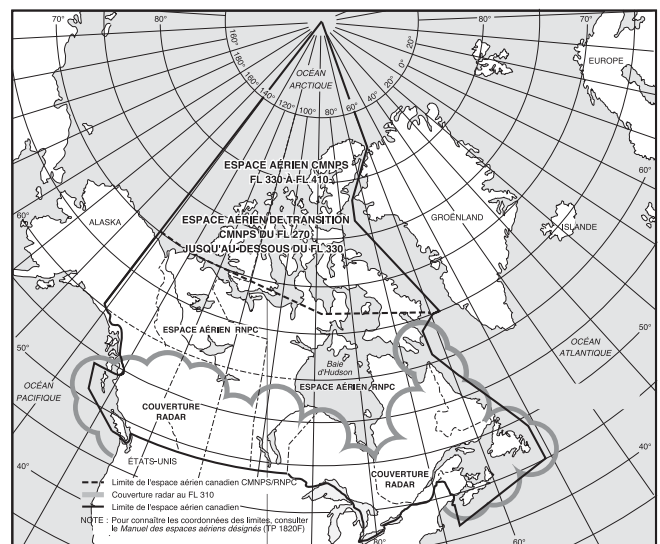 70°
80°
80°
70°
160°
180°
160°
140°
120°
100°
80°
60°
40°
20°
0°
20°
OCÉAN
ARCTIQUE
EUROPE
ESPACE AÉRIEN CMNPS
FL 330 À FL 410
60°
60°
ALASKA
ESPACE AÉRIEN DE TRANSITION
CMNPS DU FL 270
JUSQU'AU-DESSOUS DU FL 330
GROËNLAND
ISLANDE
ESPACE AÉRIEN RNPC
50°
50°
OCÉAN
ATLANTIQUE
Baie
d'Hudson
OCÉAN
PACIFIQUE
ESPACE AÉRIEN RNPC
COUVERTURE
RADAR
40°
40°
ÉTATS-UNIS
COUVERTURE
RADAR
Limite de l'espace aérien canadien CMNPS/RNPC
Couverture radar au FL 310
Limite de l'espace aérien canadien
NOTE : Pour connaître les coordonnées des limites, consulter
le Manuel des espaces aériens désignés (TP 1820F)
80°
60°